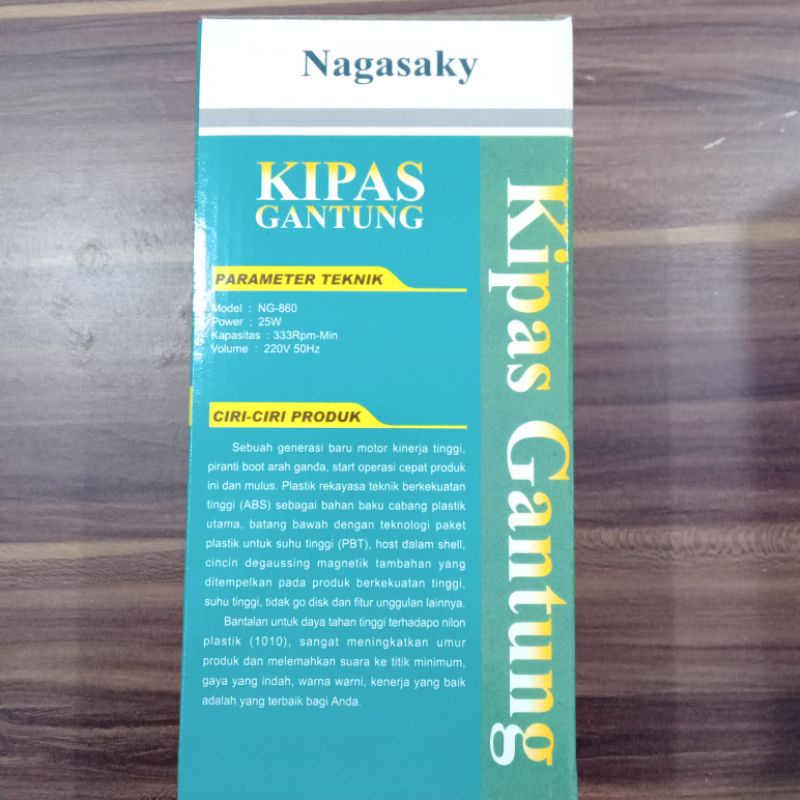 Nagasaky
KIPAS
GANTUNG
PARAMETER TEKNIK
Model : NG-860
Power : 25W
Kapasitas : 333Rpm-Min
Volume : 220V 50Hz
CIRI-CIRI PRODUK
Sebuah generasi baru motor kinerja tinggi,
piranti boot arah ganda, start operasi cepat produk
ini dan mulus. Plastik rekayasa teknik berkekuatan
tinggi (ABS) sebagai bahan baku cabang plastik
utama, batang bawah dengan teknologi paket
plastik untuk suhu tinggi (PBT), host dalam shell,
cincin degaussing magnetik tambahan yang
ditempelkan pada produk berkekuatan tinggi,
suhu tinggi, tidak go disk dan fitur unggulan lainnya.
Bantalan untuk daya tahan tinggi terhadapo nilon
plastik (1010), sangat meningkatkan umur
produk dan melemahkan suara ke titik minimum,
gaya yang indah, warna warni, kenerja yang baik
adalah yang terbaik bagi Anda.
Kipas Gantung